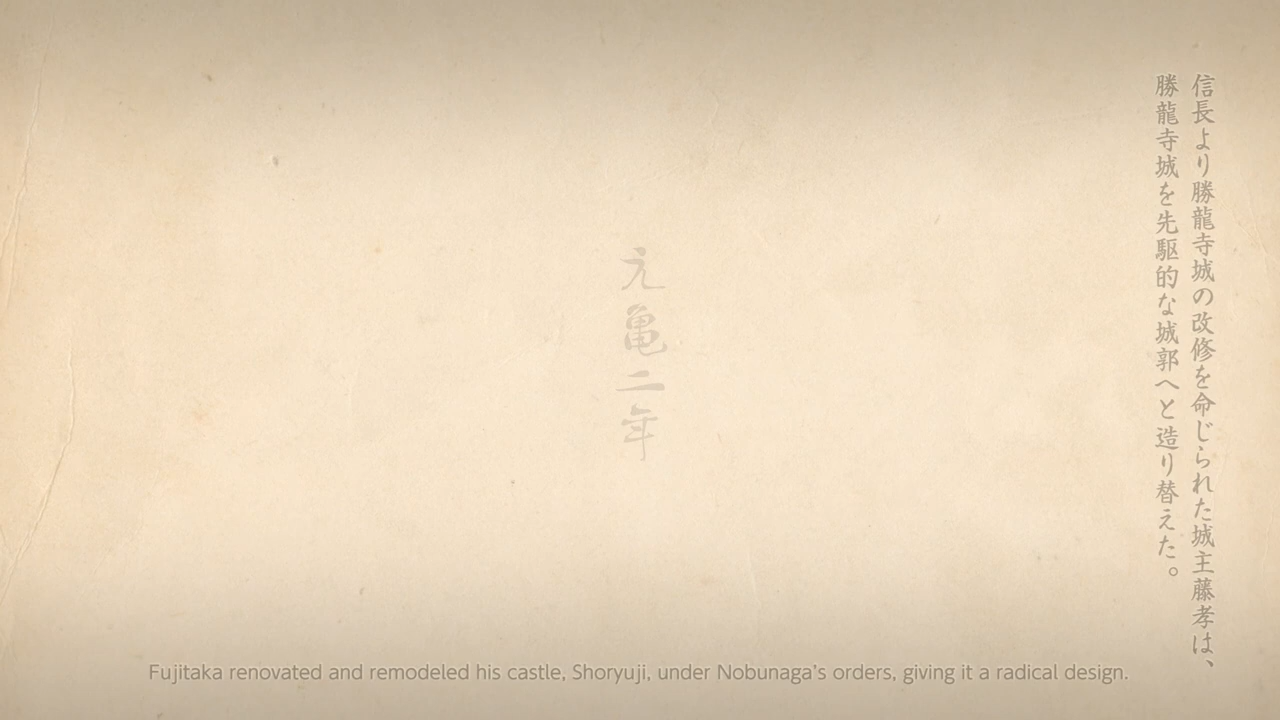 信長より勝龍寺城の改修を命じられた城主藤孝は、
勝龍寺城を先駆的な城郭へと造り替えた。
元亀二年
Fujitaka renovated and remodeled his castle, Shoryuji, under Nobunaga's orders, giving it a radical design.